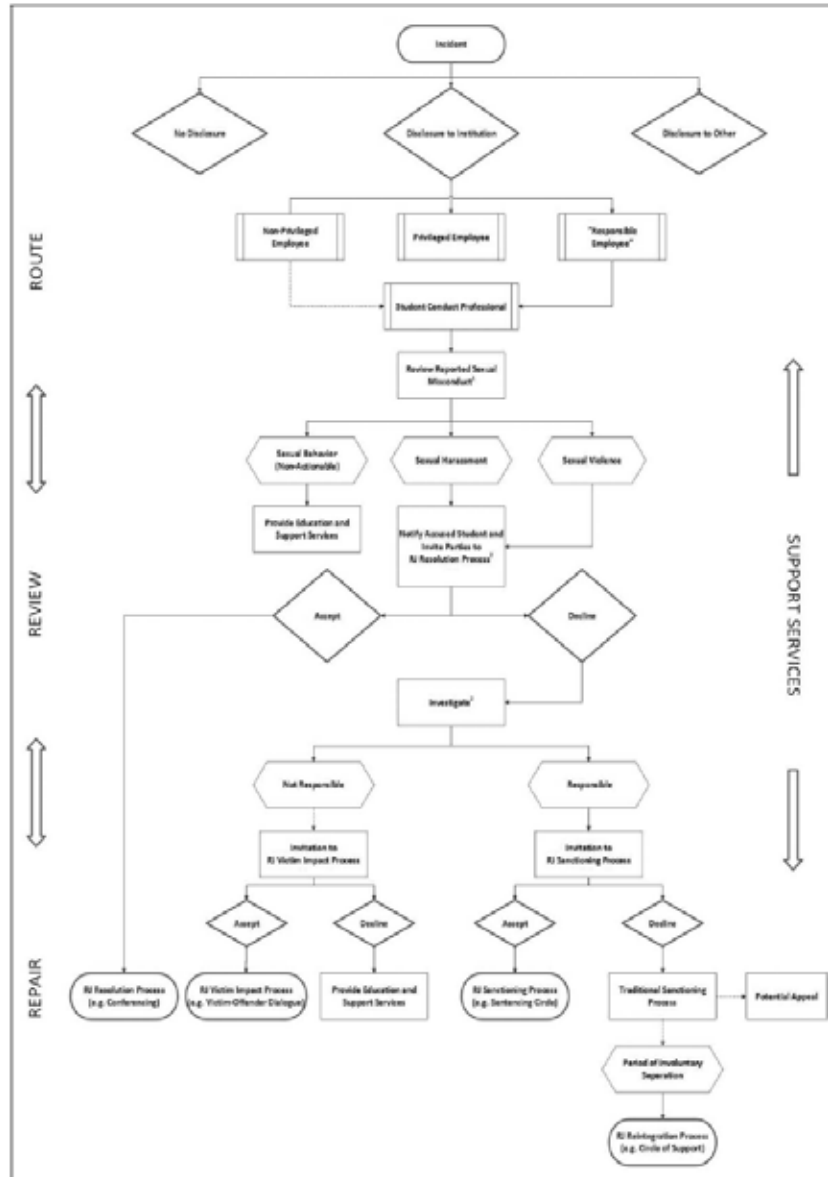 Incident
No Disclosure
Disclosure to Institution
Disclosure to Other
Non-Privileged
Employee
Privileged Employee
"Responsible
Employee"
Student Conduct Professional
Review Reported Sexual
Misconduct¹
Sexual Behavior
(Non-Actionable)
Sexual Harassment
Sexual Violence
Provide Education and
Support Services
Notify Accused Student and
Invite Parties to
RJ Resolution Process²
Accept
Decline
Investigate³
Not Responsible
Responsible
Invitation to
RJ Victim Impact Process
Invitation to
RJ Sanctioning Process
Accept
Decline
Accept
Decline
RJ Resolution Process
(e.g. Conferencing)
RJ Victim Impact Process
(e.g. Victim-Offender Dialogue)
Provide Education and
Support Services
RJ Sanctioning Process
(e.g. Sentencing Circle)
Traditional Sanctioning
Process
Potential Appeal
Period of Involuntary
Separation
RJ Reintegration Process
(e.g. Circle of Support)
ROUTE
REVIEW
REPAIR
SUPPORT SERVICES